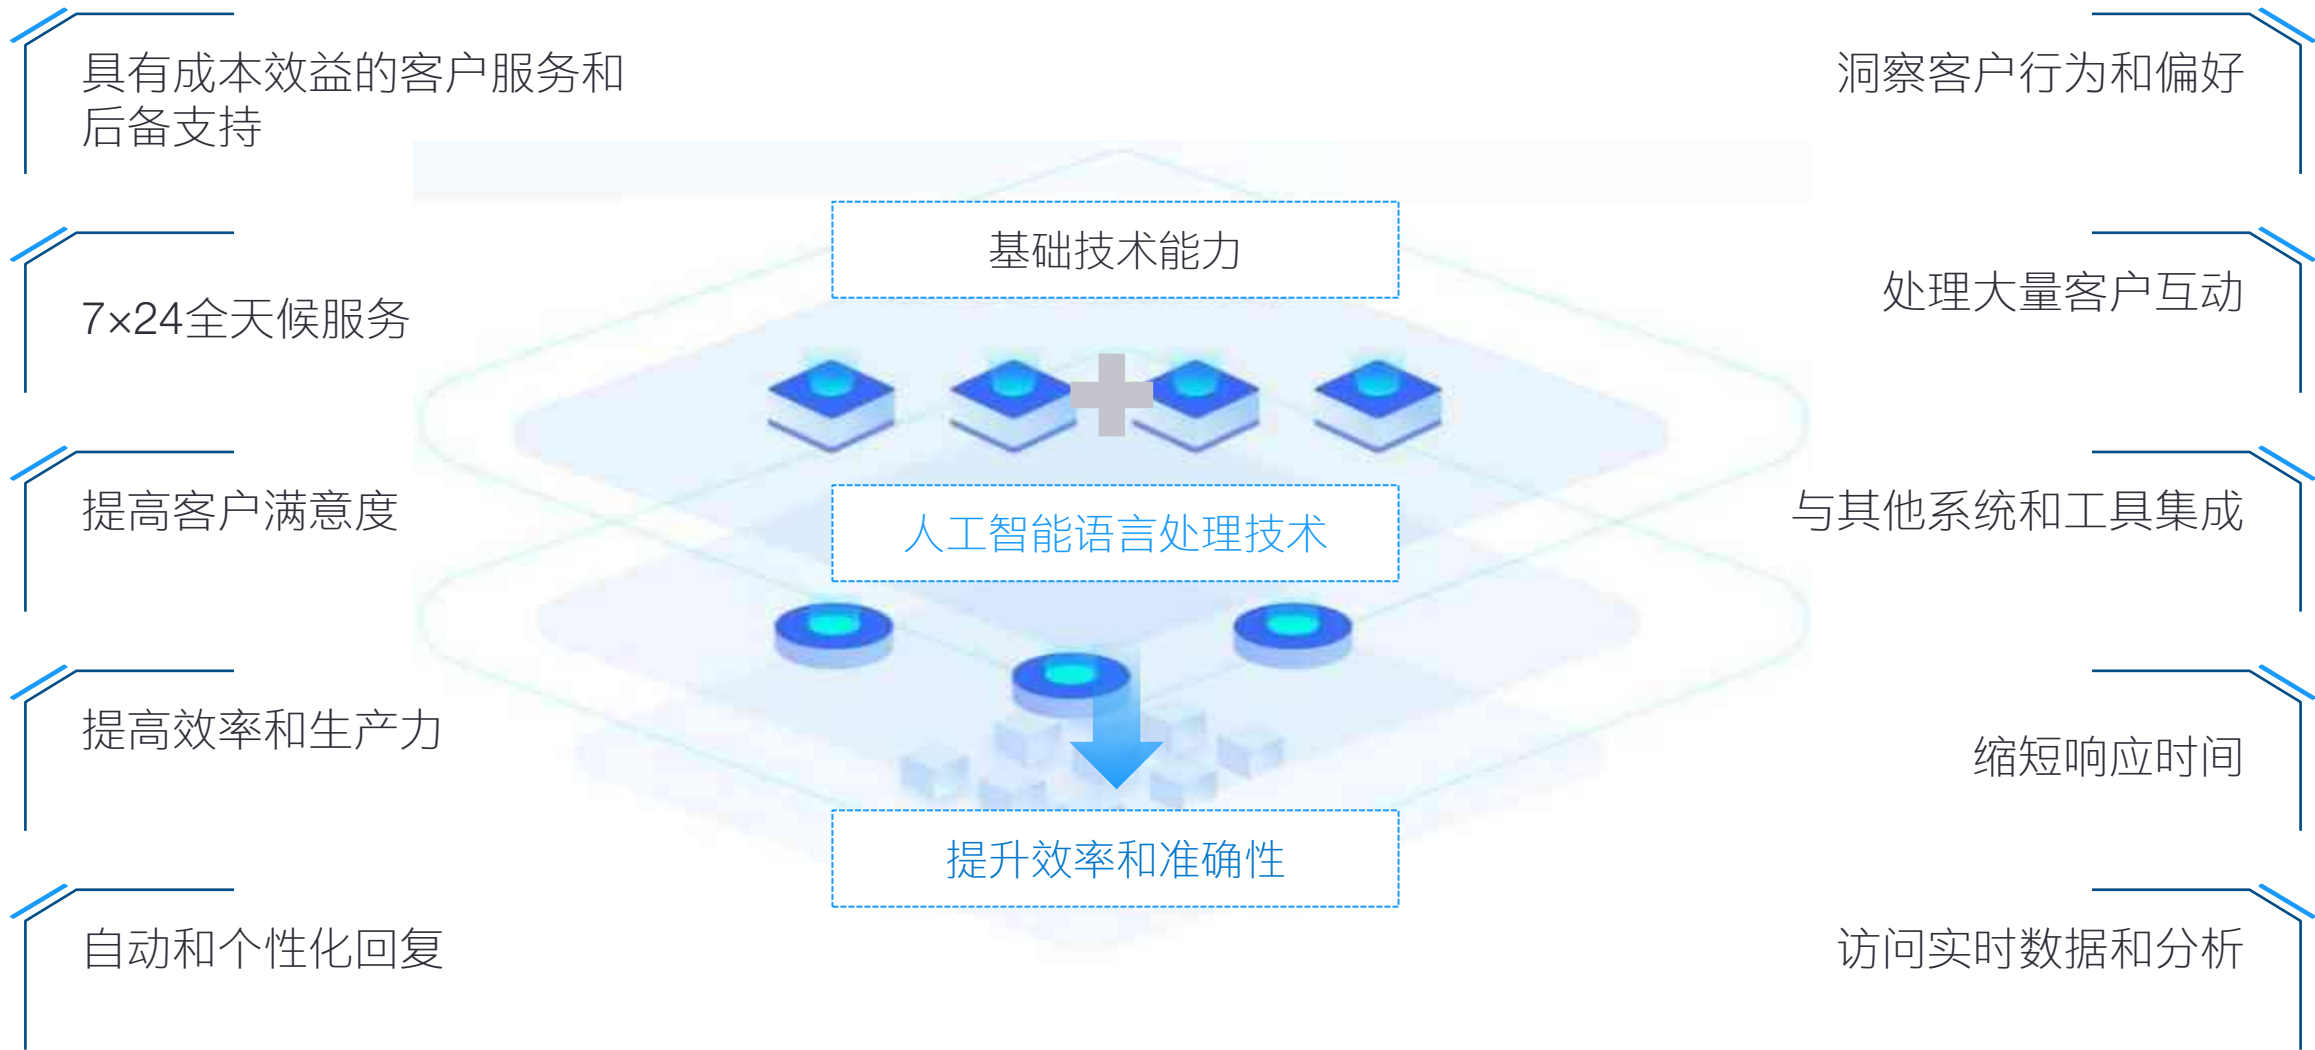 具有成本效益的客户服务和
后备支持
7×24全天候服务
提高客户满意度
提高效率和生产力
自动和个性化回复
基础技术能力
人工智能语言处理技术
提升效率和准确性
洞察客户行为和偏好
处理大量客户互动
与其他系统和工具集成
缩短响应时间
访问实时数据和分析